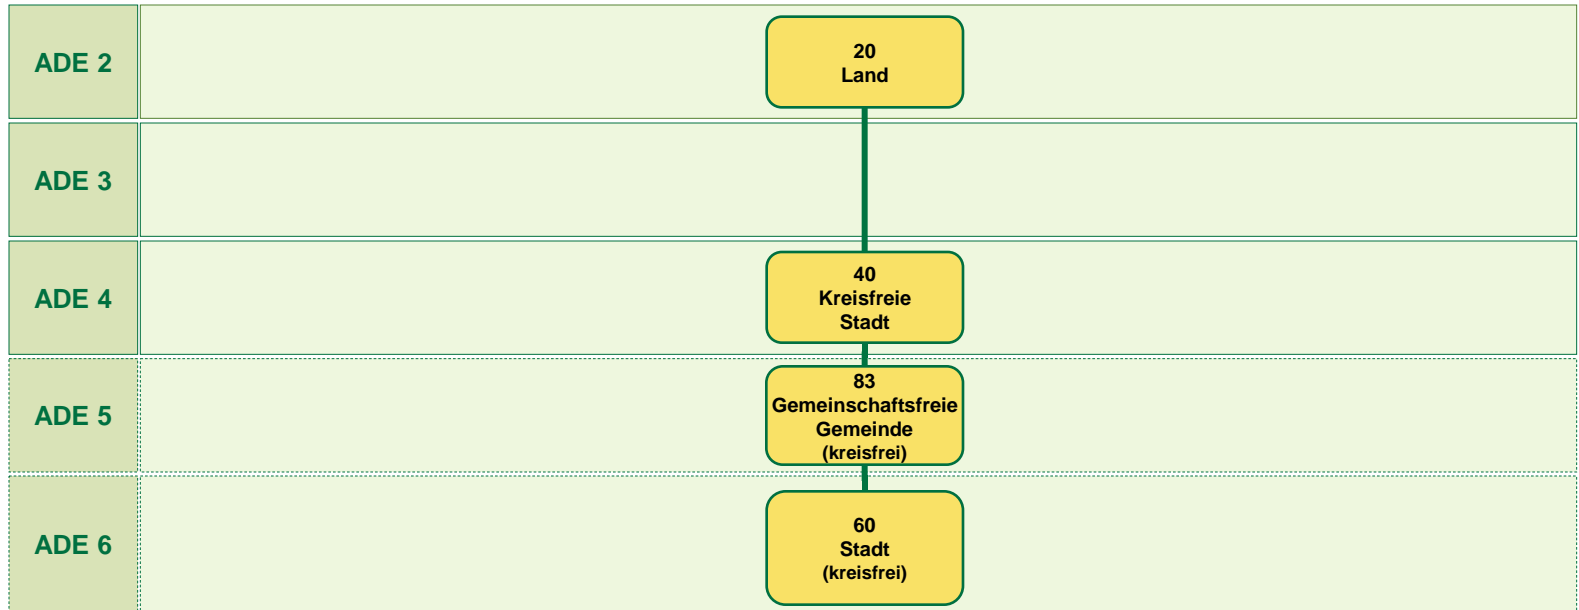 ADE 2
20
Land
ADE 3
ADE 4
40
Kreisfreie
Stadt
ADE 5
83
Gemeinschaftsfreie
Gemeinde
(kreisfrei)
ADE 6
60
Stadt
(kreisfrei)